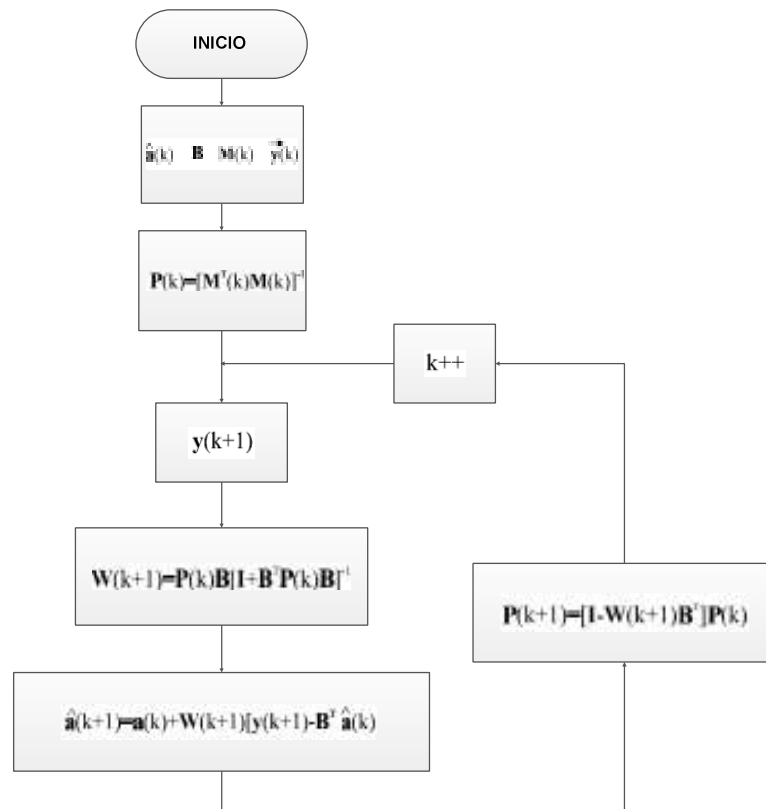 INICIO
â(k) B M(k) y⃗(k)
P(k)=[Mᵀ(k)M(k)]⁻¹
k++
y(k+1)
W(k+1)=P(k)B[I+BᵀP(k)B]⁻¹
P(k+1)=[I-W(k+1)Bᵀ]P(k)
â(k+1)=a(k)+W(k+1)[y(k+1)-Bᵀ â(k)